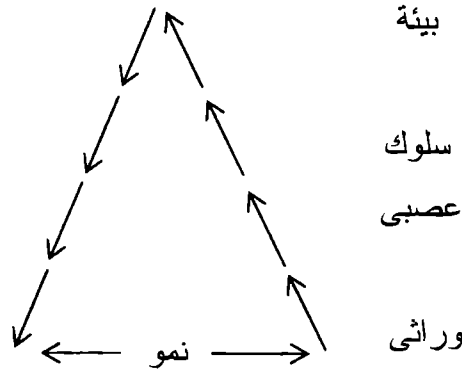 بيئة
سلوك
عصبى
وراثى
نمو